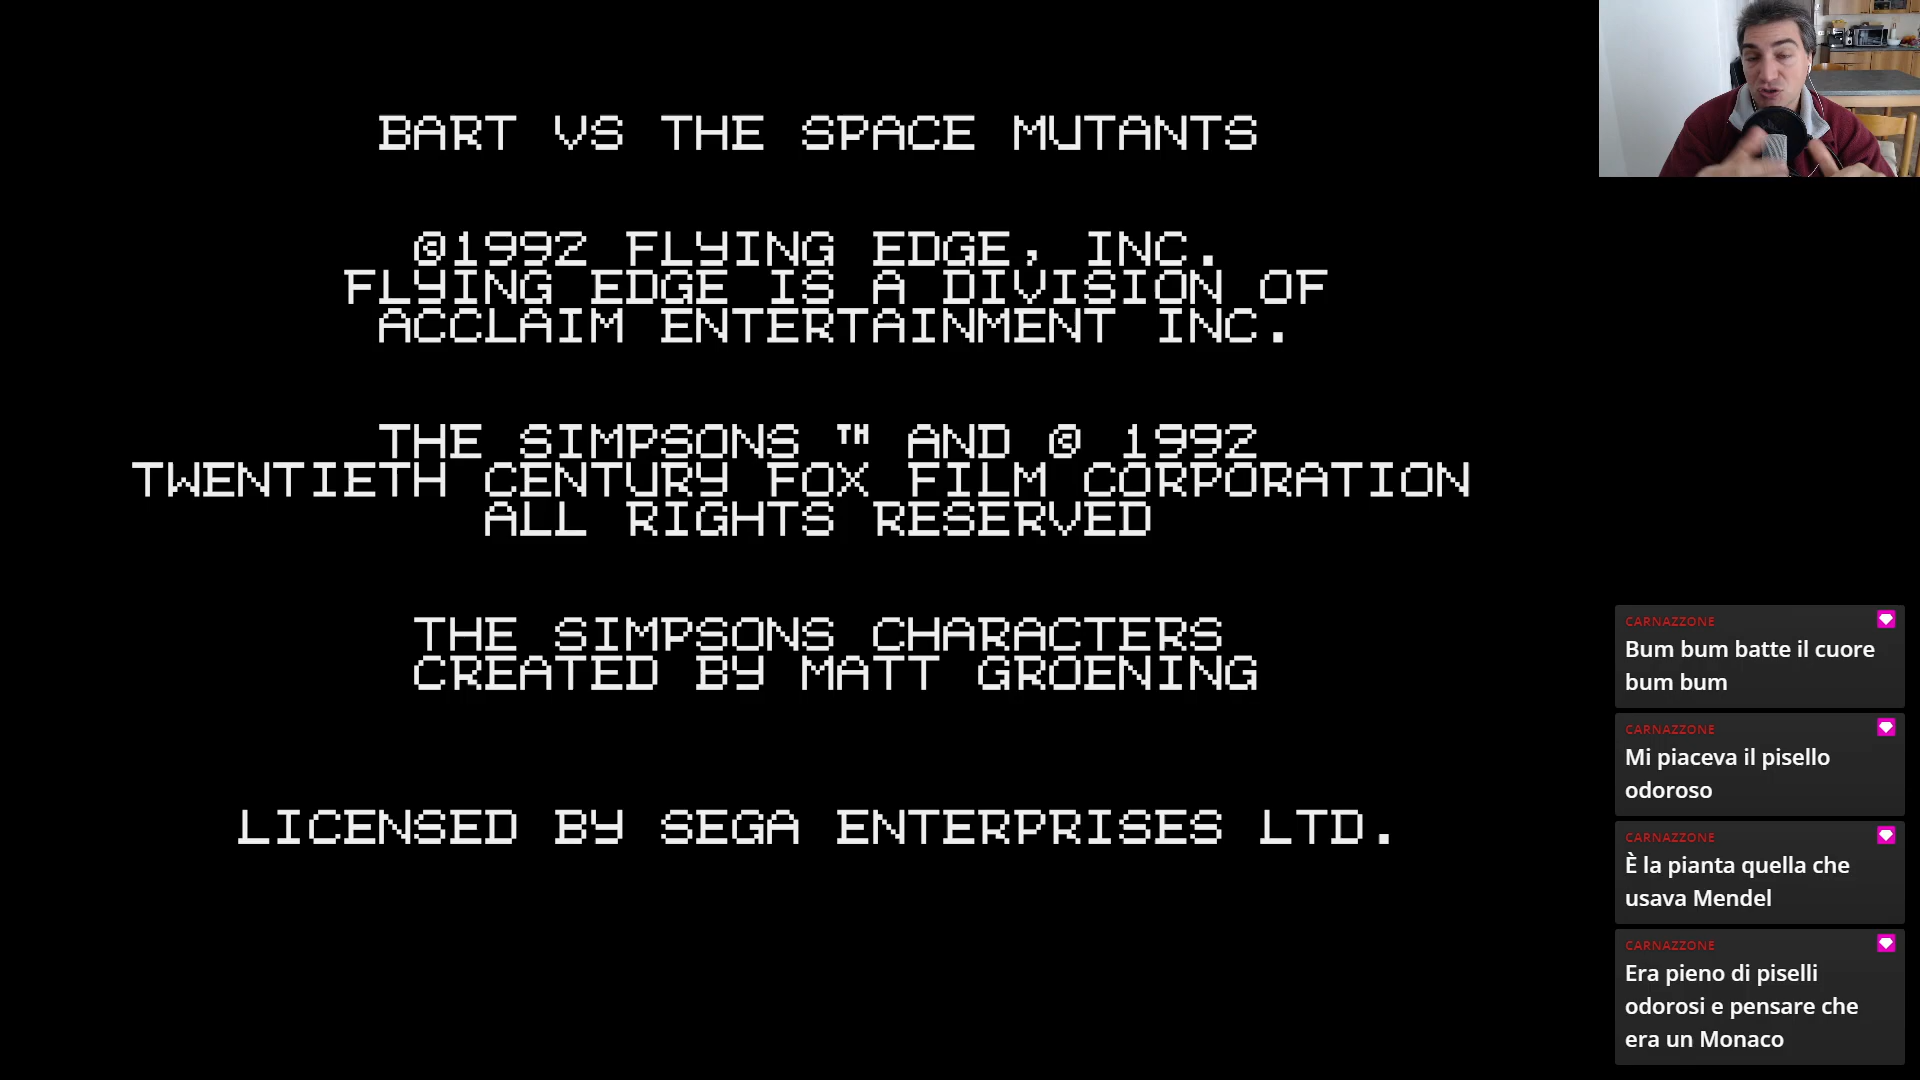 BART VS THE SPACE MUTANTS
©1992 FLYING EDGE, INC.
FLYING EDGE IS A DIVISION OF
ACCLAIM ENTERTAINMENT INC.
THE SIMPSONS ™ AND © 1992
TWENTIETH CENTURY FOX FILM CORPORATION
ALL RIGHTS RESERVED
THE SIMPSONS CHARACTERS
CREATED BY MATT GROENING
LICENSED BY SEGA ENTERPRISES LTD.
CARNAZZONE
Bum bum batte il cuore
bum bum
CARNAZZONE
Mi piaceva il pisello
odoroso
CARNAZZONE
È la pianta quella che
usava Mendel
CARNAZZONE
Era pieno di piselli
odorosi e pensare che
era un Monaco